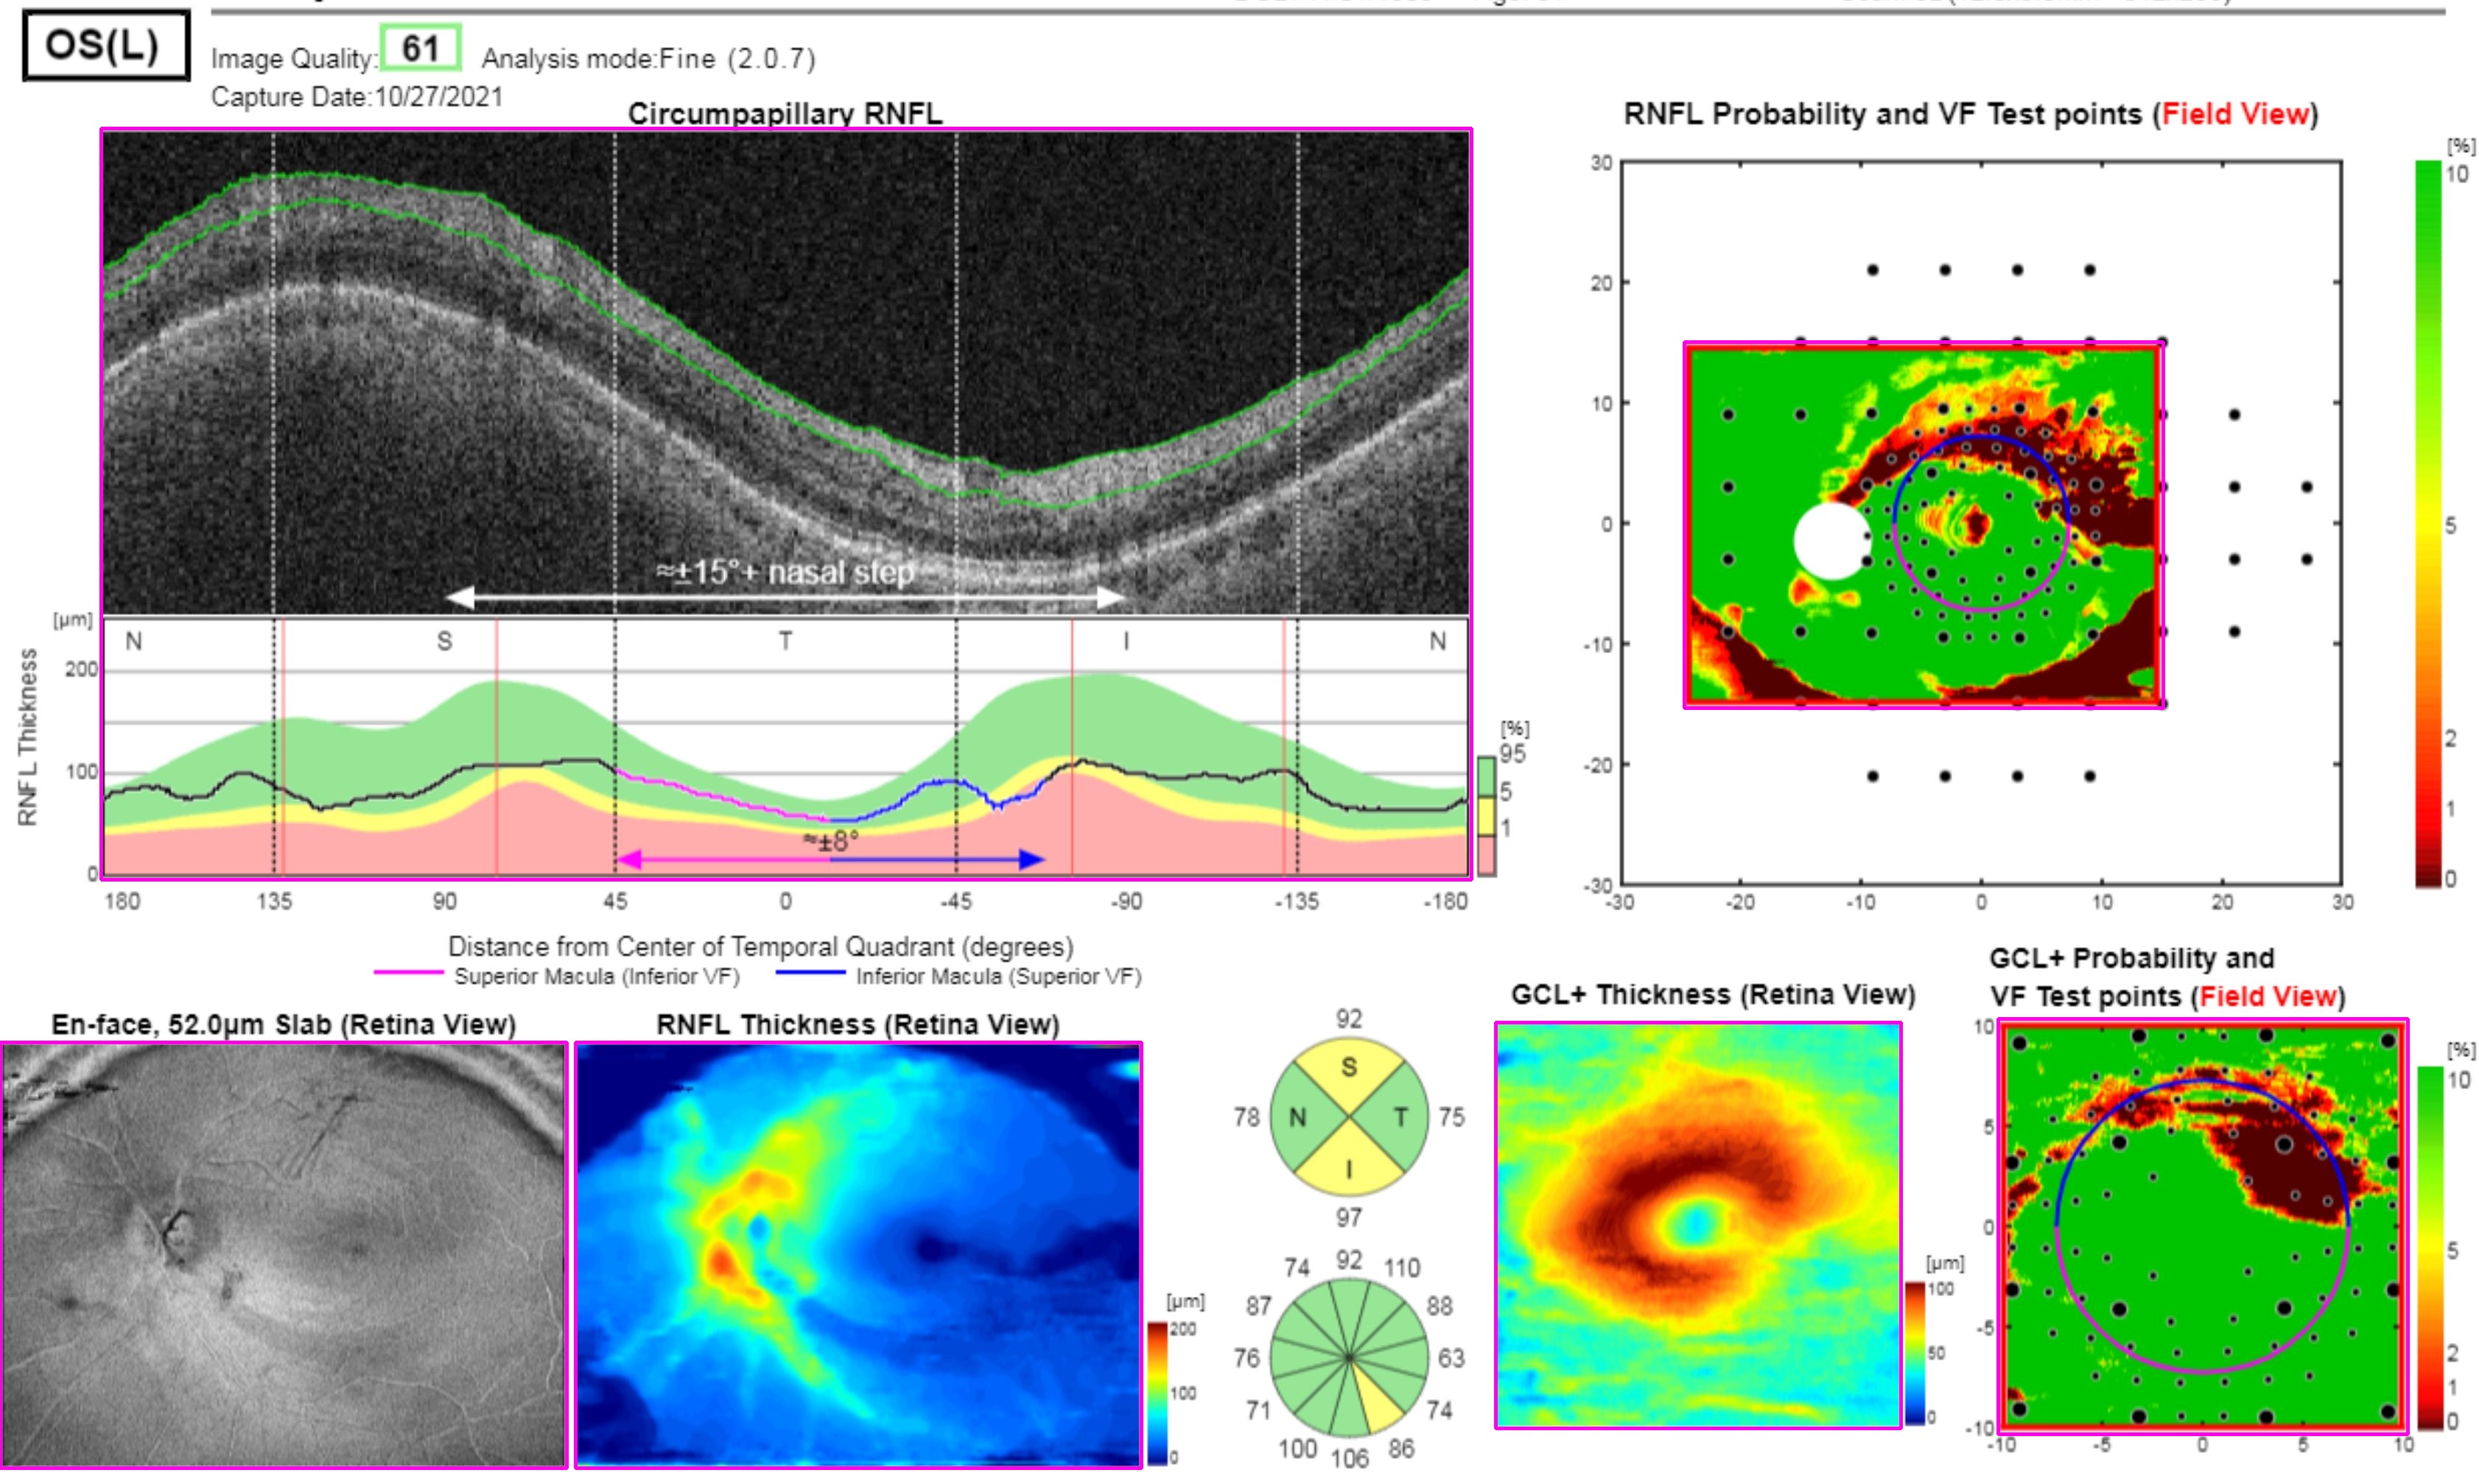 OS(L)
Image Quality: 61 Analysis mode:Fine (2.0.7)
Capture Date:10/27/2021
Circumpapillary RNFL
≈±15°+ nasal step
[µm]
N S T I N
200
100
0
RNFL Thickness
≈±8°
[%]
95
5
1
180 135 90 45 0 -45 -90 -135 -180
Distance from Center of Temporal Quadrant (degrees)
Superior Macula (Inferior VF) Inferior Macula (Superior VF)
RNFL Probability and VF Test points (Field View)
30
20
10
0
-10
-20
-30
-30 -20 -10 0 10 20 30
[%]
10
5
2
1
0
En-face, 52.0µm Slab (Retina View)
RNFL Thickness (Retina View)
[µm]
200
100
0
92
S
78 N T 75
I
97
74 92 110
87 88
76 63
71 74
100 106 86
GCL+ Thickness (Retina View)
[µm]
100
50
0
GCL+ Probability and
VF Test points (Field View)
10
5
0
-5
-10
-10 -5 0 5 10
[%]
10
5
2
1
0